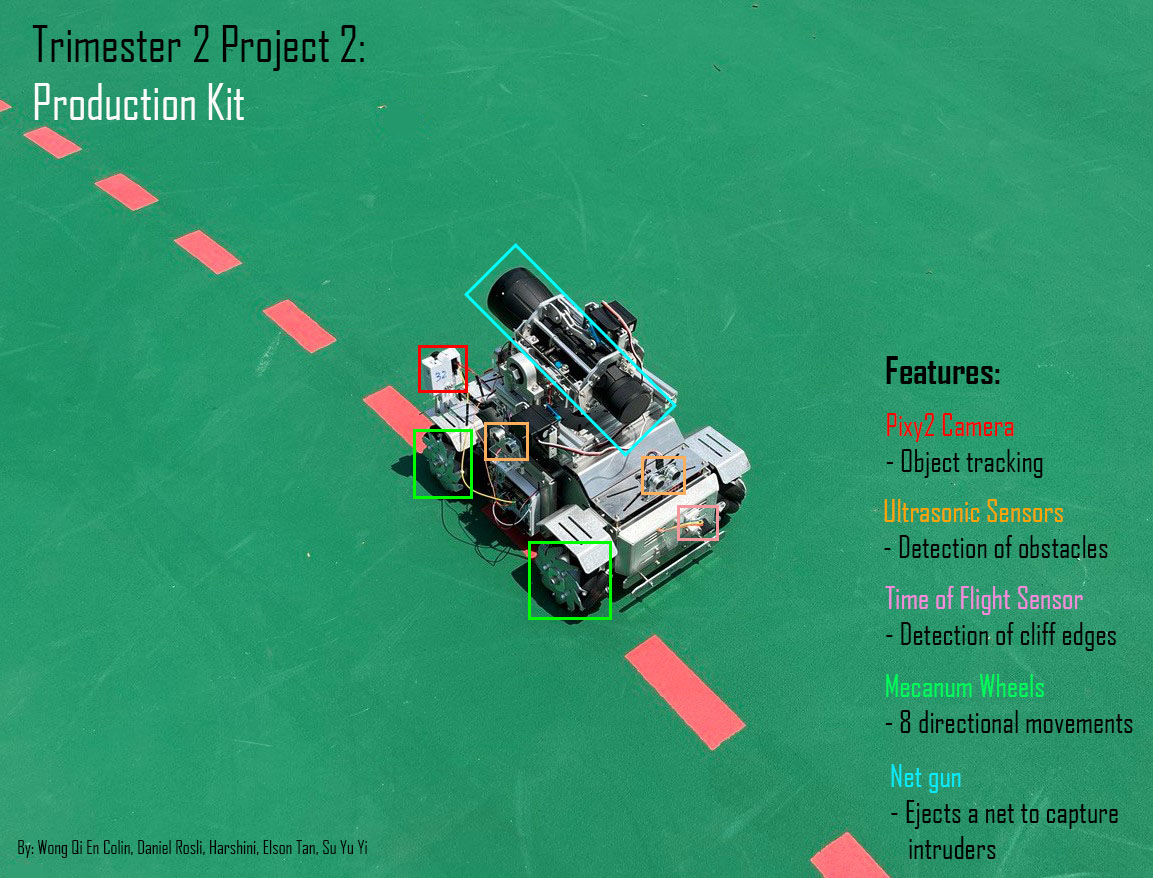 Trimester 2 Project 2:
Production Kit
32
Features:
Pixy2 Camera
- Object tracking
Ultrasonic Sensors
- Detection of obstacles
Time of Flight Sensor
- Detection of cliff edges
Mecanum Wheels
- 8 directional movements
Net gun
- Ejects a net to capture
intruders
By: Wong Qi En Colin, Daniel Rosli, Harshini, Elson Tan, Su Yu Yi